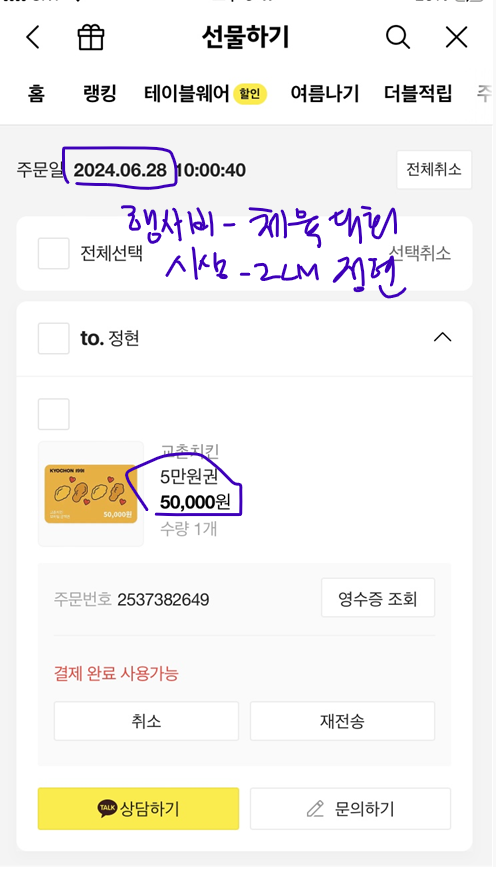 선물하기
홈 랭킹 테이블웨어 할인 여름나기 더블적립
주문일 2024.06.28 10:00:40 전체취소
행사비 - 체육대회
전체선택 선택취소
시상 - 정현
to. 정현
교촌치킨
5만원권
KYOCHON
50,000원
50,000원
수량 1개
주문번호 2537382649 영수증 조회
결제 완료 사용가능
취소 재전송
TALK 상담하기 문의하기